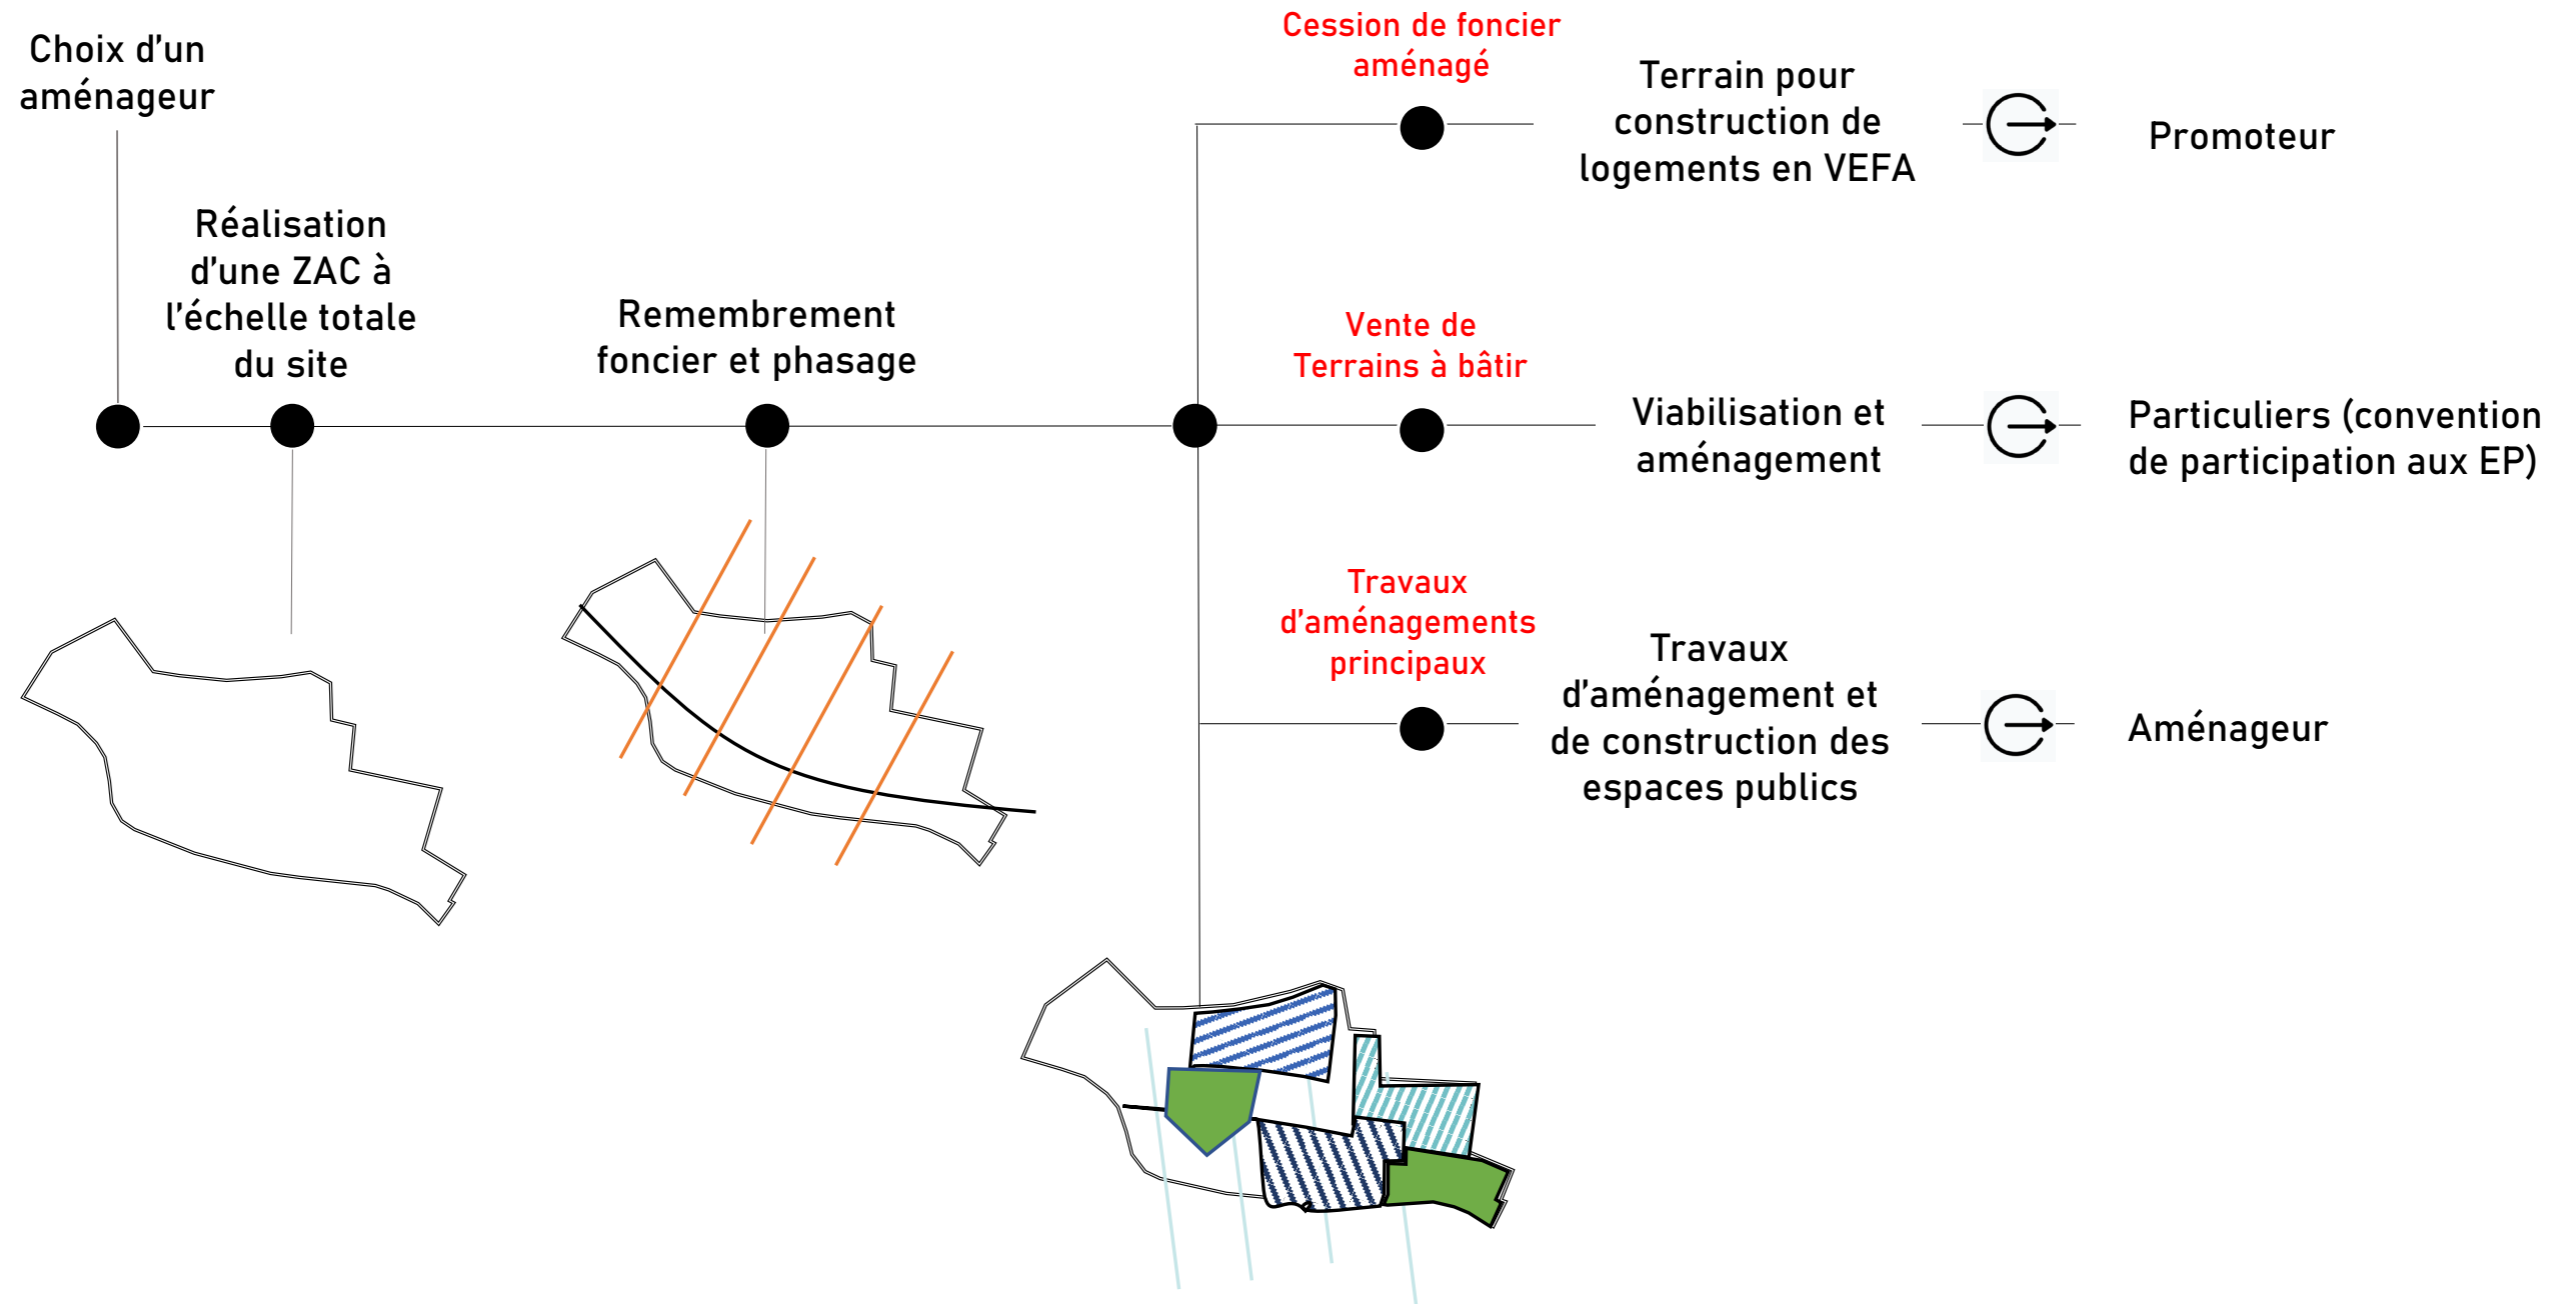 Choix d'un
aménageur
Réalisation
d'une ZAC à
l'échelle totale
du site
Remembrement
foncier et phasage
Cession de foncier
aménagé
Terrain pour
construction de
logements en VEFA
Promoteur
Vente de
Terrains à bâtir
Viabilisation et
aménagement
Particuliers (convention
de participation aux EP)
Travaux
d'aménagements
principaux
Travaux
d'aménagement et
de construction des
espaces publics
Aménageur